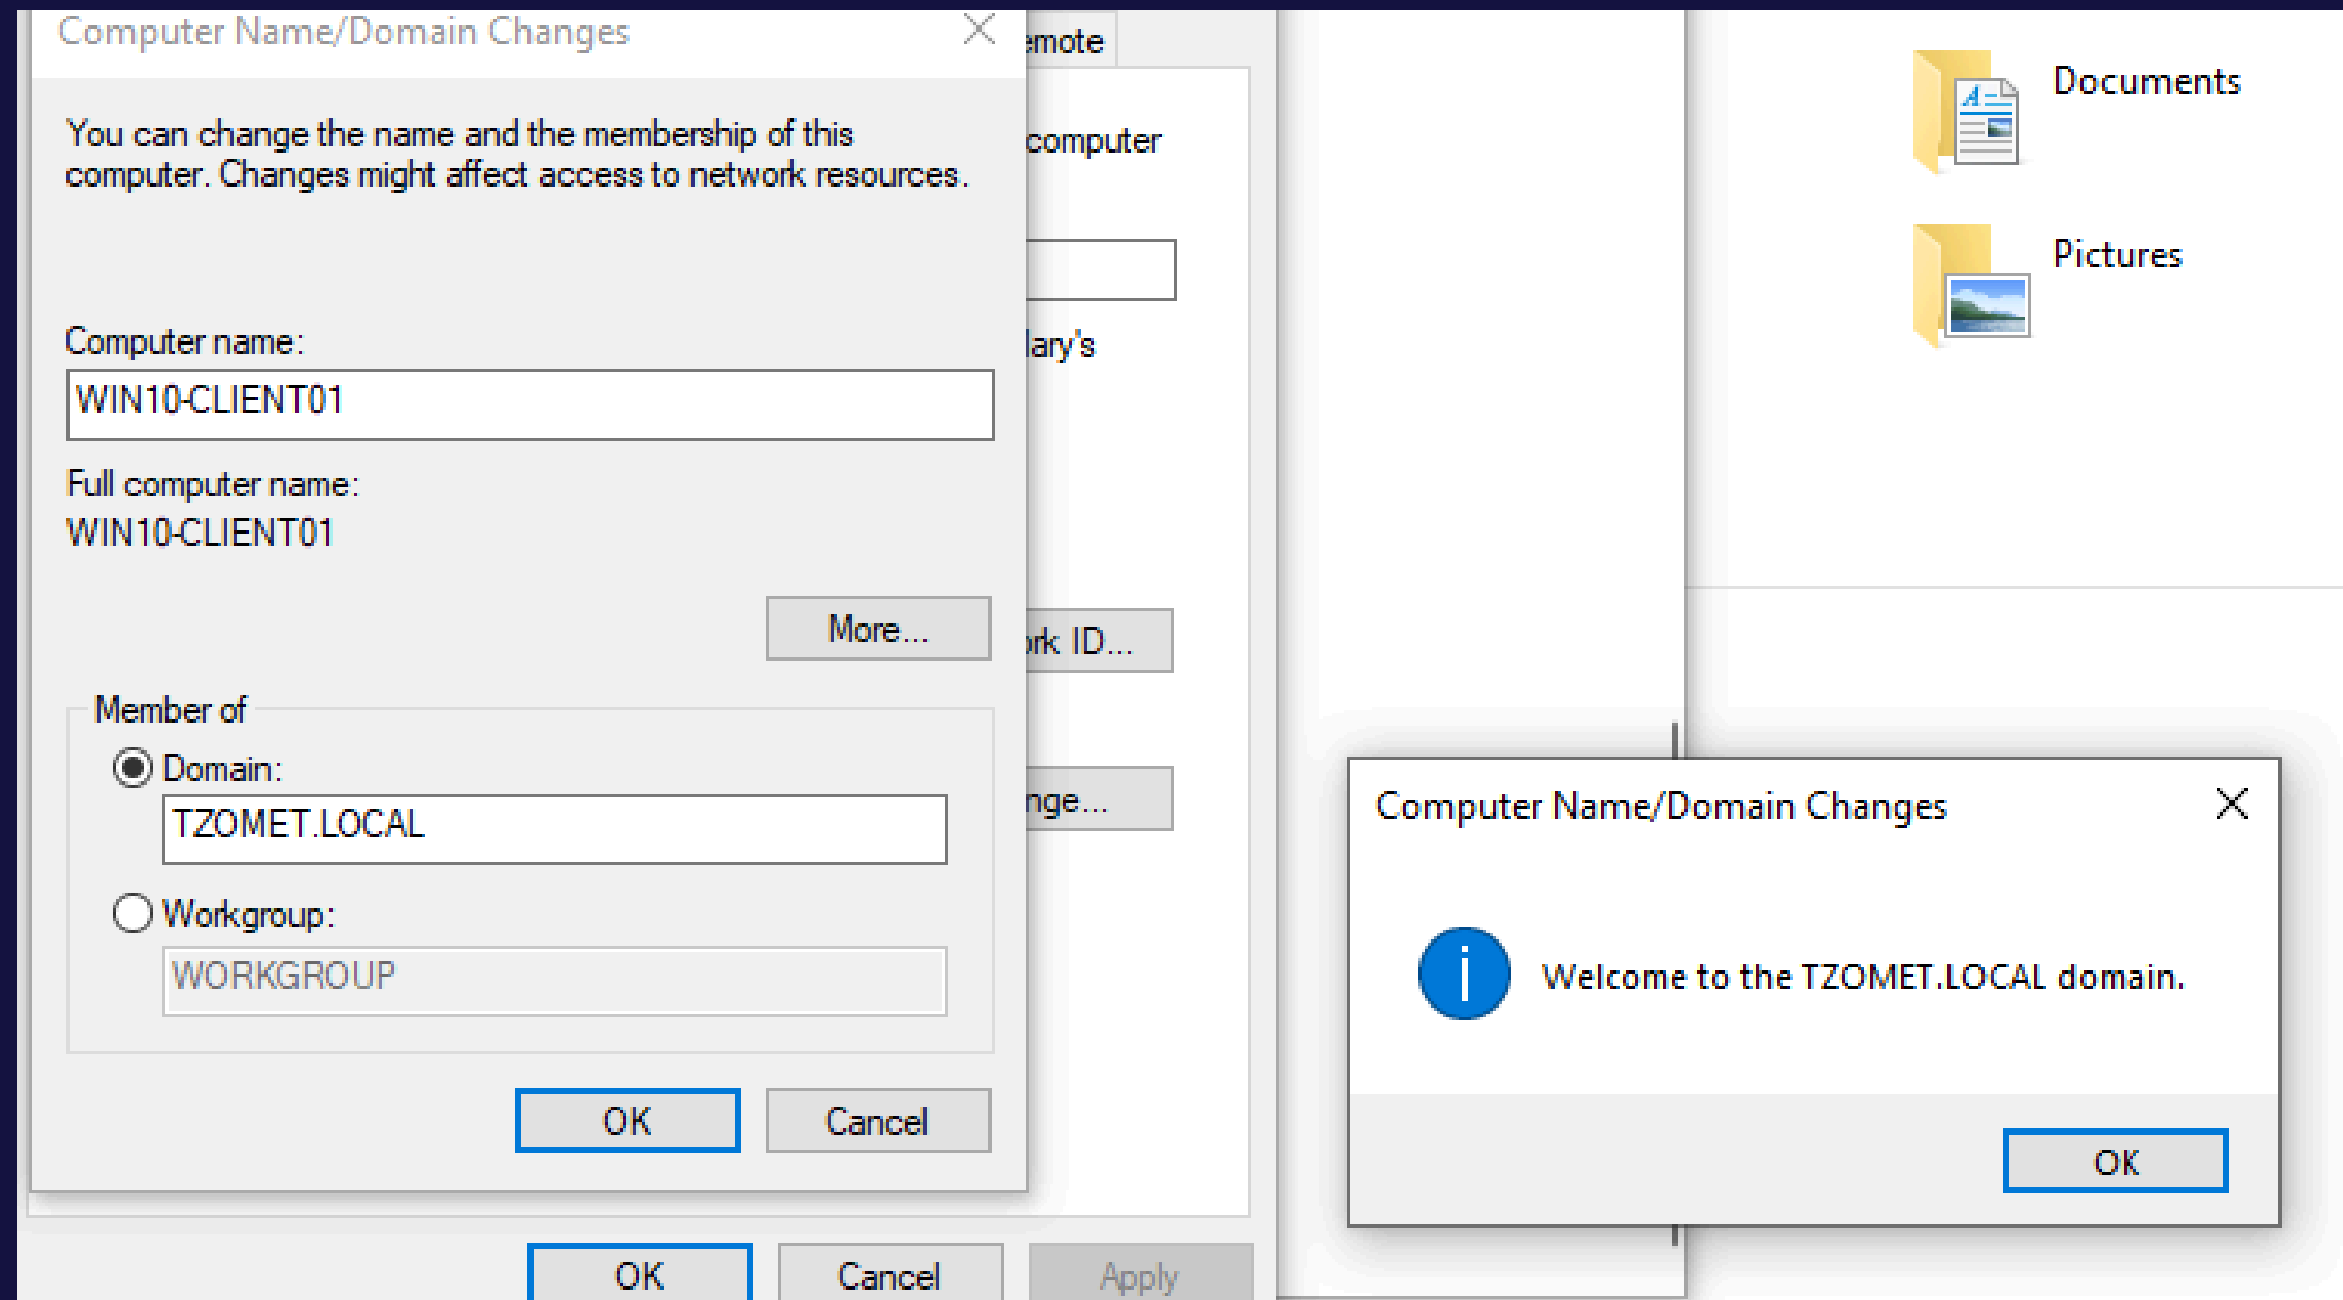 Computer Name/Domain Changes
You can change the name and the membership of this
computer. Changes might affect access to network resources.
Computer name:
WIN10-CLIENT01
Full computer name:
WIN10-CLIENT01
More...
Member of
Domain:
TZOMET.LOCAL
Workgroup:
WORKGROUP
OK
Cancel
emote
computer
ary's
ork ID...
nge...
OK
Cancel
Apply
Documents
Pictures
Computer Name/Domain Changes
Welcome to the TZOMET.LOCAL domain.
OK